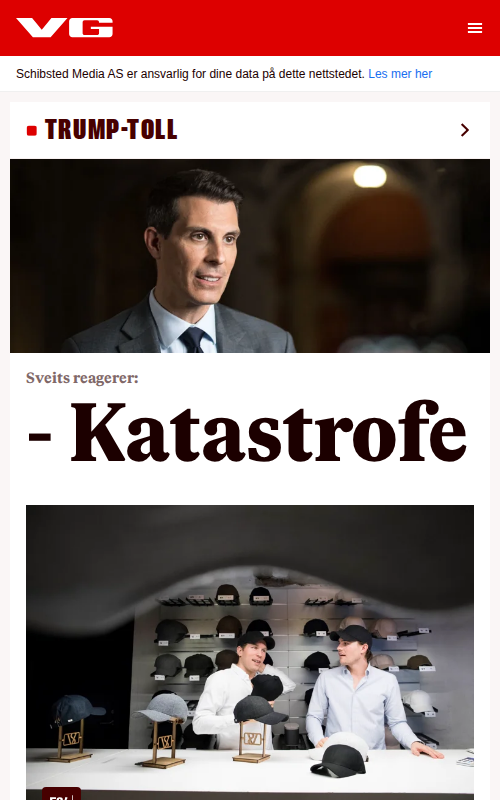 VG
Schibsted Media AS er ansvarlig for dine data på dette nettstedet. Les mer her
TRUMP-TOLL
Sveits reagerer:
- Katastrofe